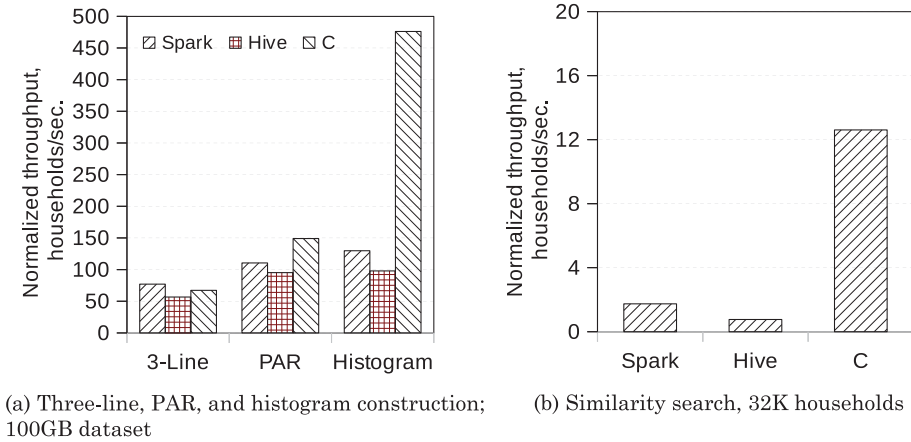 Normalized throughput,
households/sec.
500
450
400
350
300
250
200
150
100
50
0
Spark Hive C
3-Line PAR Histogram
(a) Three-line, PAR, and histogram construction;
100GB dataset
Normalized throughput,
households/sec.
20
16
12
8
4
0
Spark Hive C
(b) Similarity search, 32K households